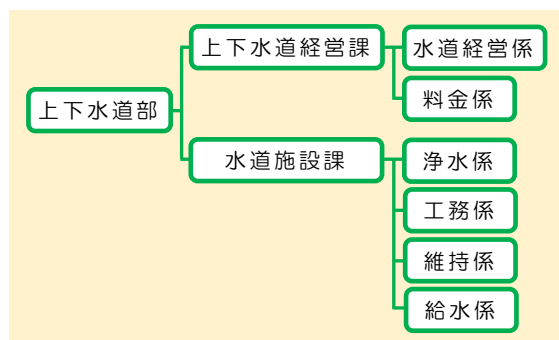 上下水道部
上下水道経営課
水道経営係
料金係
水道施設課
浄水係
工務係
維持係
給水係